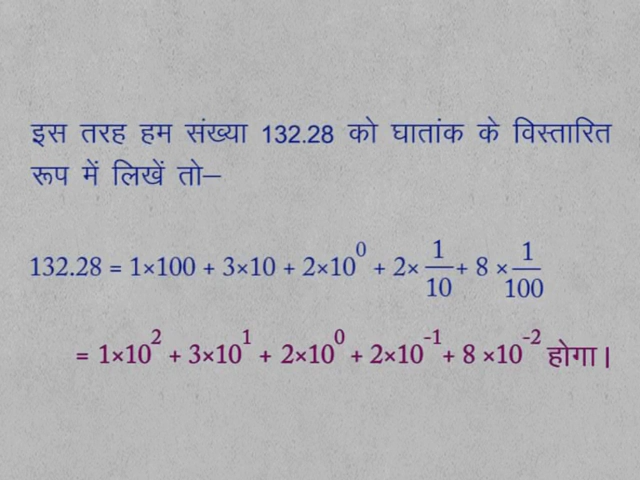 इस तरह हम संख्या 132.28 को घातांक के विस्तारित
रूप में लिखें तो–
132.28 = 1×100 + 3×10 + 2×10⁰ + 2× 1/10 + 8 × 1/100
= 1×10² + 3×10¹ + 2×10⁰ + 2×10⁻¹ + 8 ×10⁻² होगा।